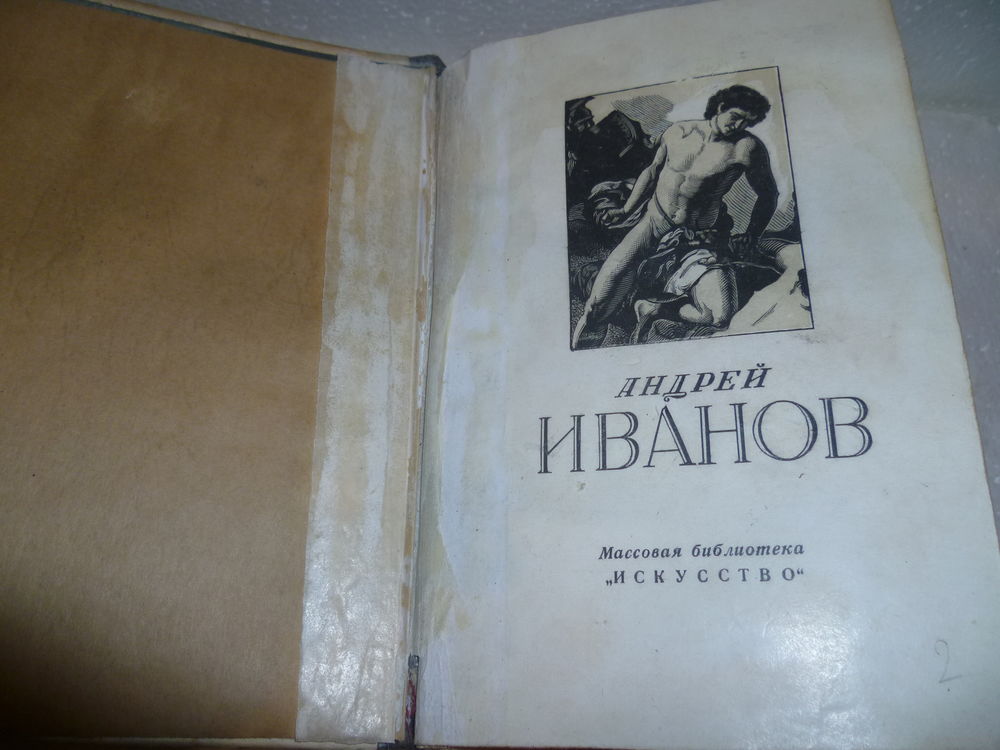 АНДРЕЙ
ИВАНОВ
Массовая библиотека
„ИСКУССТВО“
2